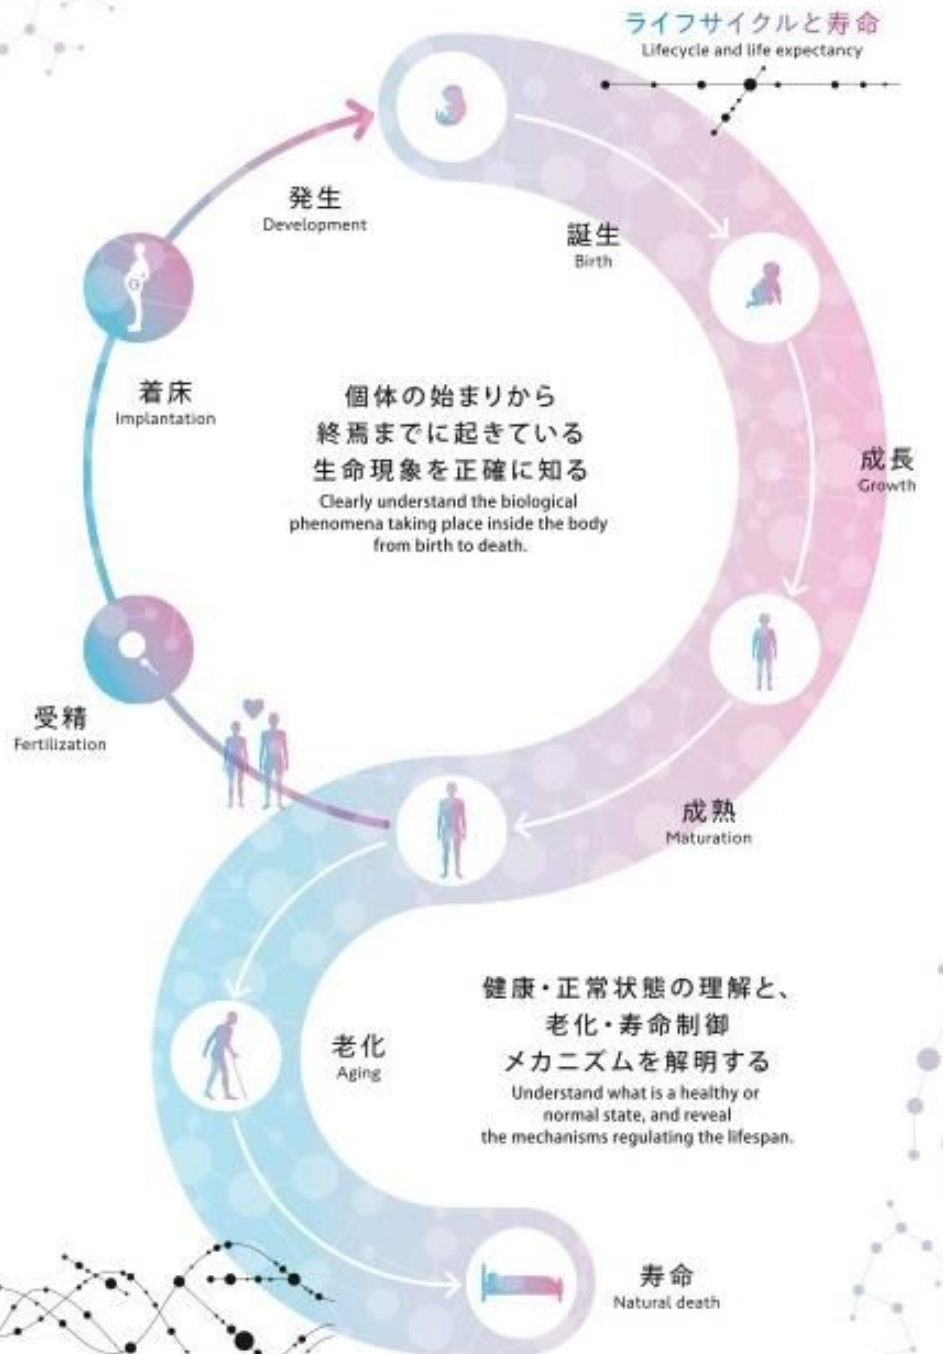 ライフサイクルと寿命
Lifecycle and life expectancy
発生
Development
誕生
Birth
着床
Implantation
個体の始まりから
終焉までに起きている
生命現象を正確に知る
Clearly understand the biological
phenomena taking place inside the body
from birth to death.
成長
Growth
受精
Fertilization
成熟
Maturation
健康・正常状態の理解と、
老化・寿命制御
メカニズムを解明する
Understand what is a healthy or
normal state, and reveal
the mechanisms regulating the lifespan.
老化
Aging
寿命
Natural death